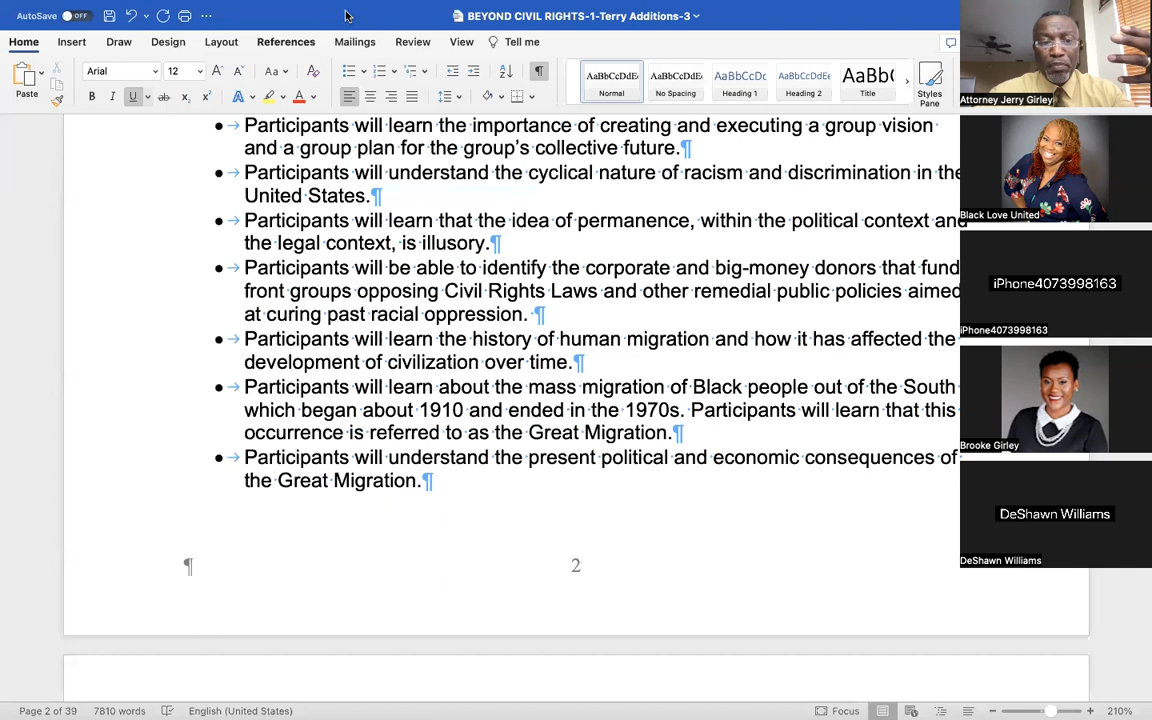 AutoSave OFF
BEYOND CIVIL RIGHTS-1-Terry Additions-3
Home Insert Draw Design Layout References Mailings Review View Tell me
Paste
Arial 12
Aa
B I U ab x₂ x² A A
AaBbCcDdEe
Normal
AaBbCcDdEe
No Spacing
AaBbCcDc
Heading 1
AaBbCcDdEe
Heading 2
AaBbC
Title
Styles Pane
• → Participants will learn the importance of creating and executing a group vision
and a group plan for the group's collective future.¶
• → Participants will understand the cyclical nature of racism and discrimination in the
United States.¶
• → Participants will learn that the idea of permanence, within the political context and
the legal context, is illusory.¶
• → Participants will be able to identify the corporate and big-money donors that fund
front groups opposing Civil Rights Laws and other remedial public policies aimed
at curing past racial oppression. ¶
• → Participants will learn the history of human migration and how it has affected the
development of civilization over time.¶
• → Participants will learn about the mass migration of Black people out of the South
which began about 1910 and ended in the 1970s. Participants will learn that this
occurrence is referred to as the Great Migration.¶
• → Participants will understand the present political and economic consequences of
the Great Migration.¶
¶ 2
Page 2 of 39 7810 words English (United States) Focus 210%
Attorney Jerry Girley
Black Love United
iPhone4073998163
iPhone4073998163
Brooke Girley
DeShawn Williams
DeShawn Williams